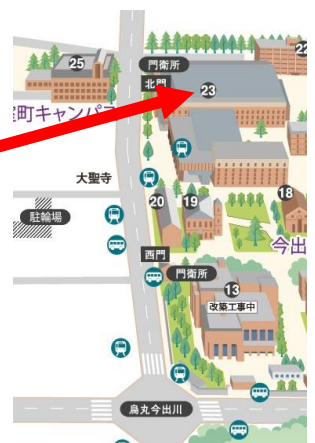 22
25
門衛所
北門
23
室町キャンパス
大聖寺
駐輪場
20
19
18
今出
西門
門衛所
13
改築工事中
烏丸今出川